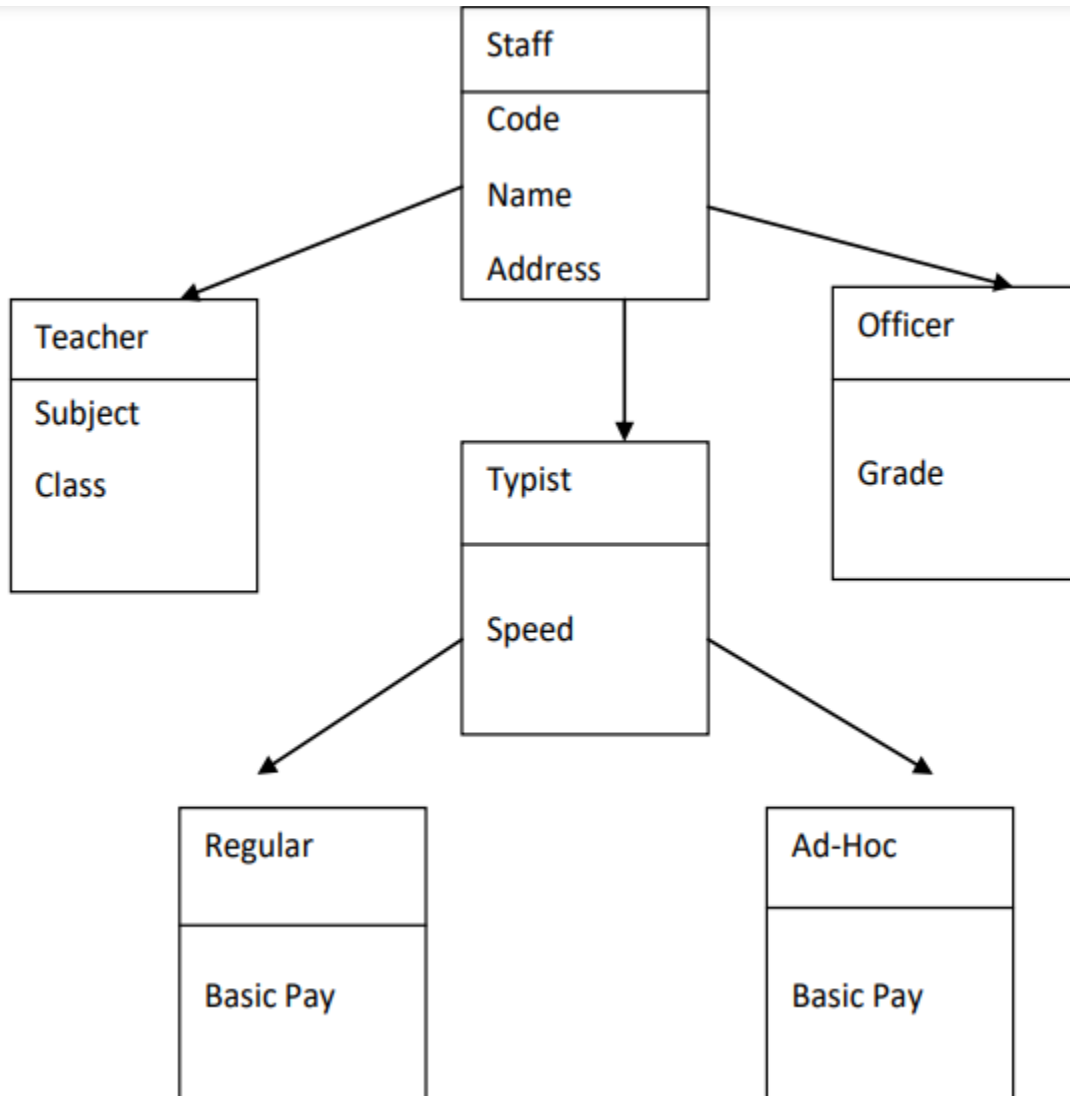 Staff
Code
Name
Address
Teacher
Subject
Class
Officer
Grade
Typist
Speed
Regular
Basic Pay
Ad-Hoc
Basic Pay